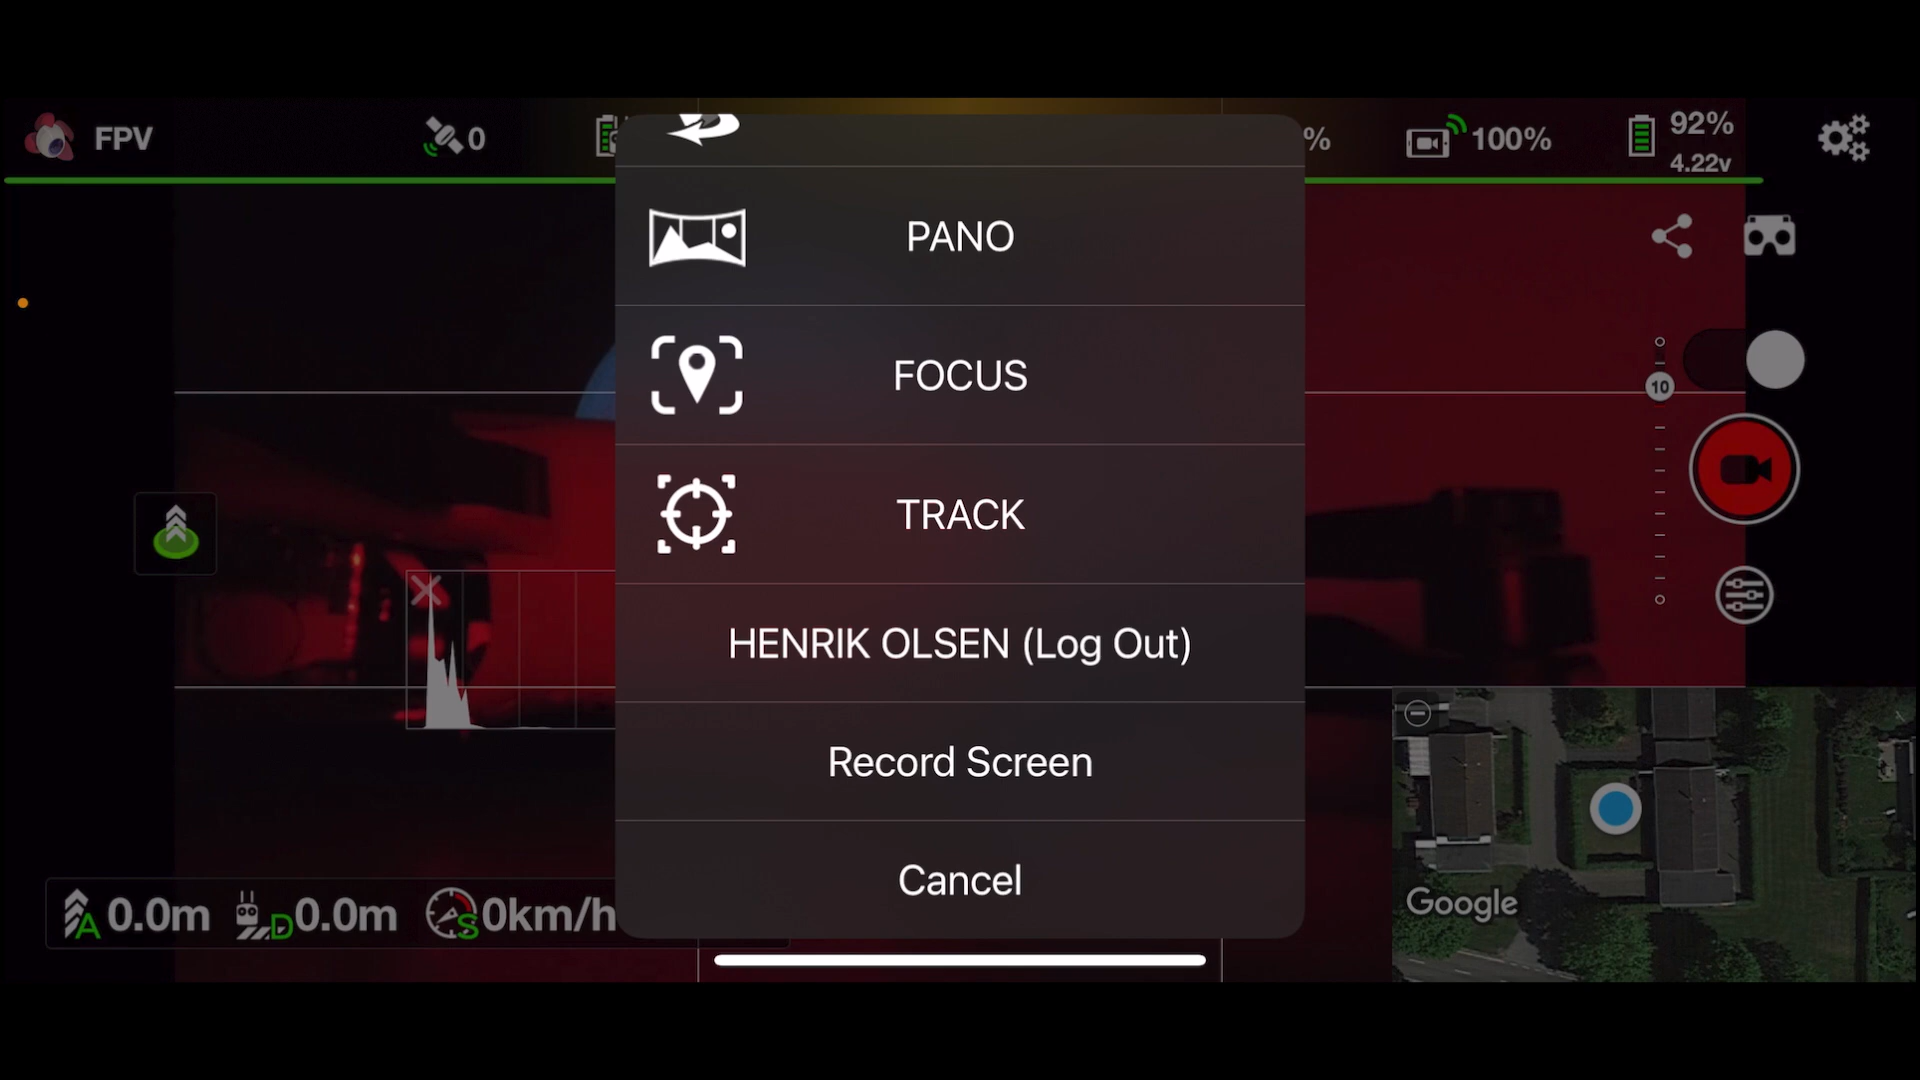 FPV
0
%
100%
92%
4.22v
PANO
FOCUS
10
TRACK
HENRIK OLSEN (Log Out)
Record Screen
Cancel
A 0.0m
D 0.0m
S 0km/h
Google